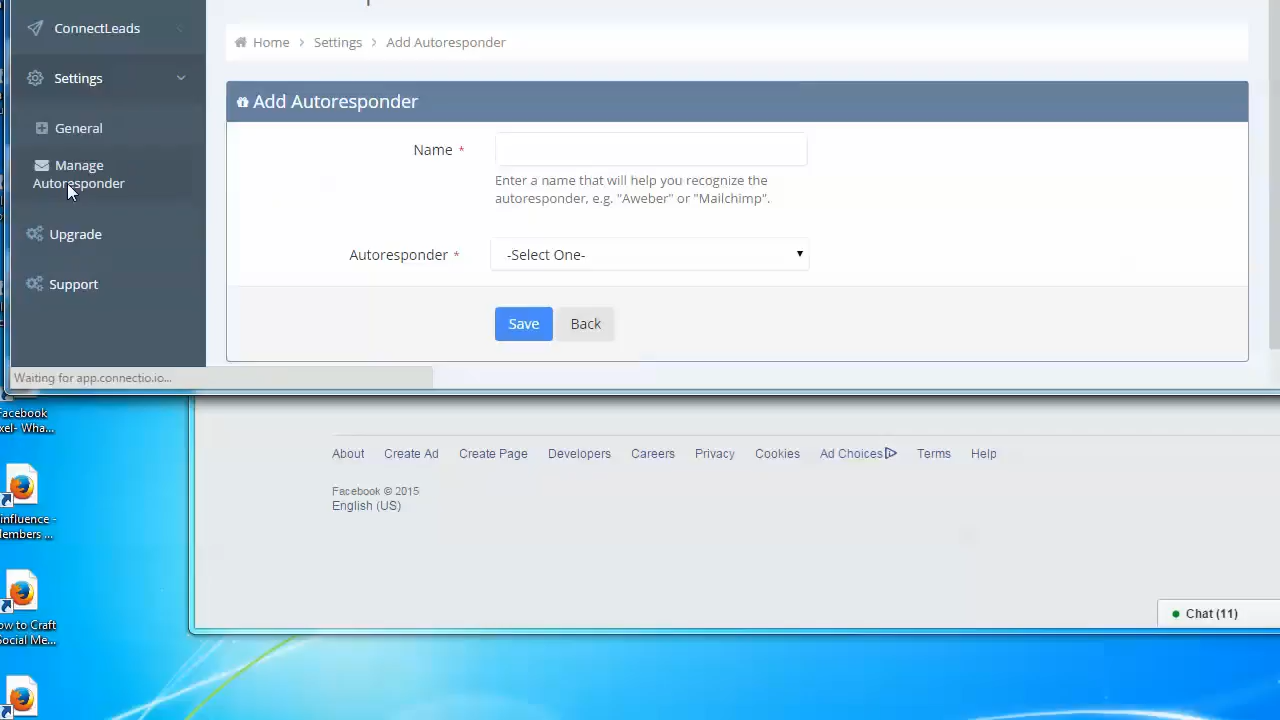 ConnectLeads
Home > Settings > Add Autoresponder
Settings
Add Autoresponder
General
Name *
Manage
Autoresponder
Enter a name that will help you recognize the
autoresponder, e.g. "Aweber" or "Mailchimp".
Upgrade
Autoresponder *
-Select One-
Support
Save
Back
Waiting for app.connectio.io...
Facebook
xel- Wha...
About Create Ad Create Page Developers Careers Privacy Cookies Ad Choices Terms Help
Facebook © 2015
English (US)
influence -
Members ...
How to Craft
Social Me...
Chat (11)